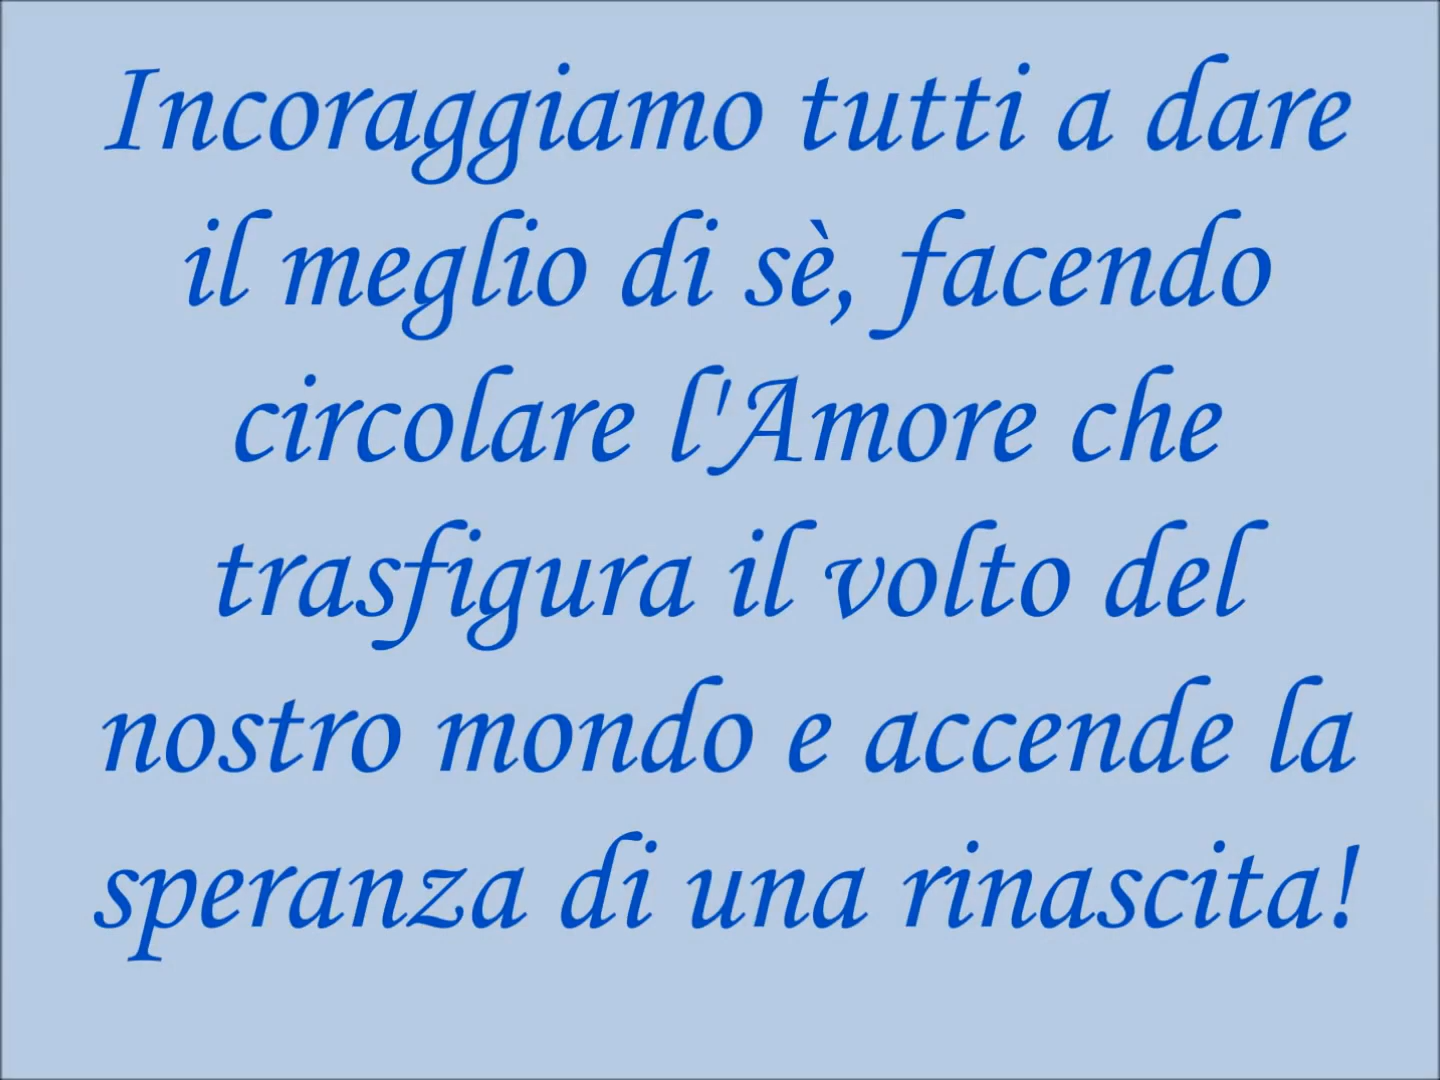 Incoraggiamo tutti a dare
il meglio di sè, facendo
circolare l'Amore che
trasfigura il volto del
nostro mondo e accende la
speranza di una rinascita!